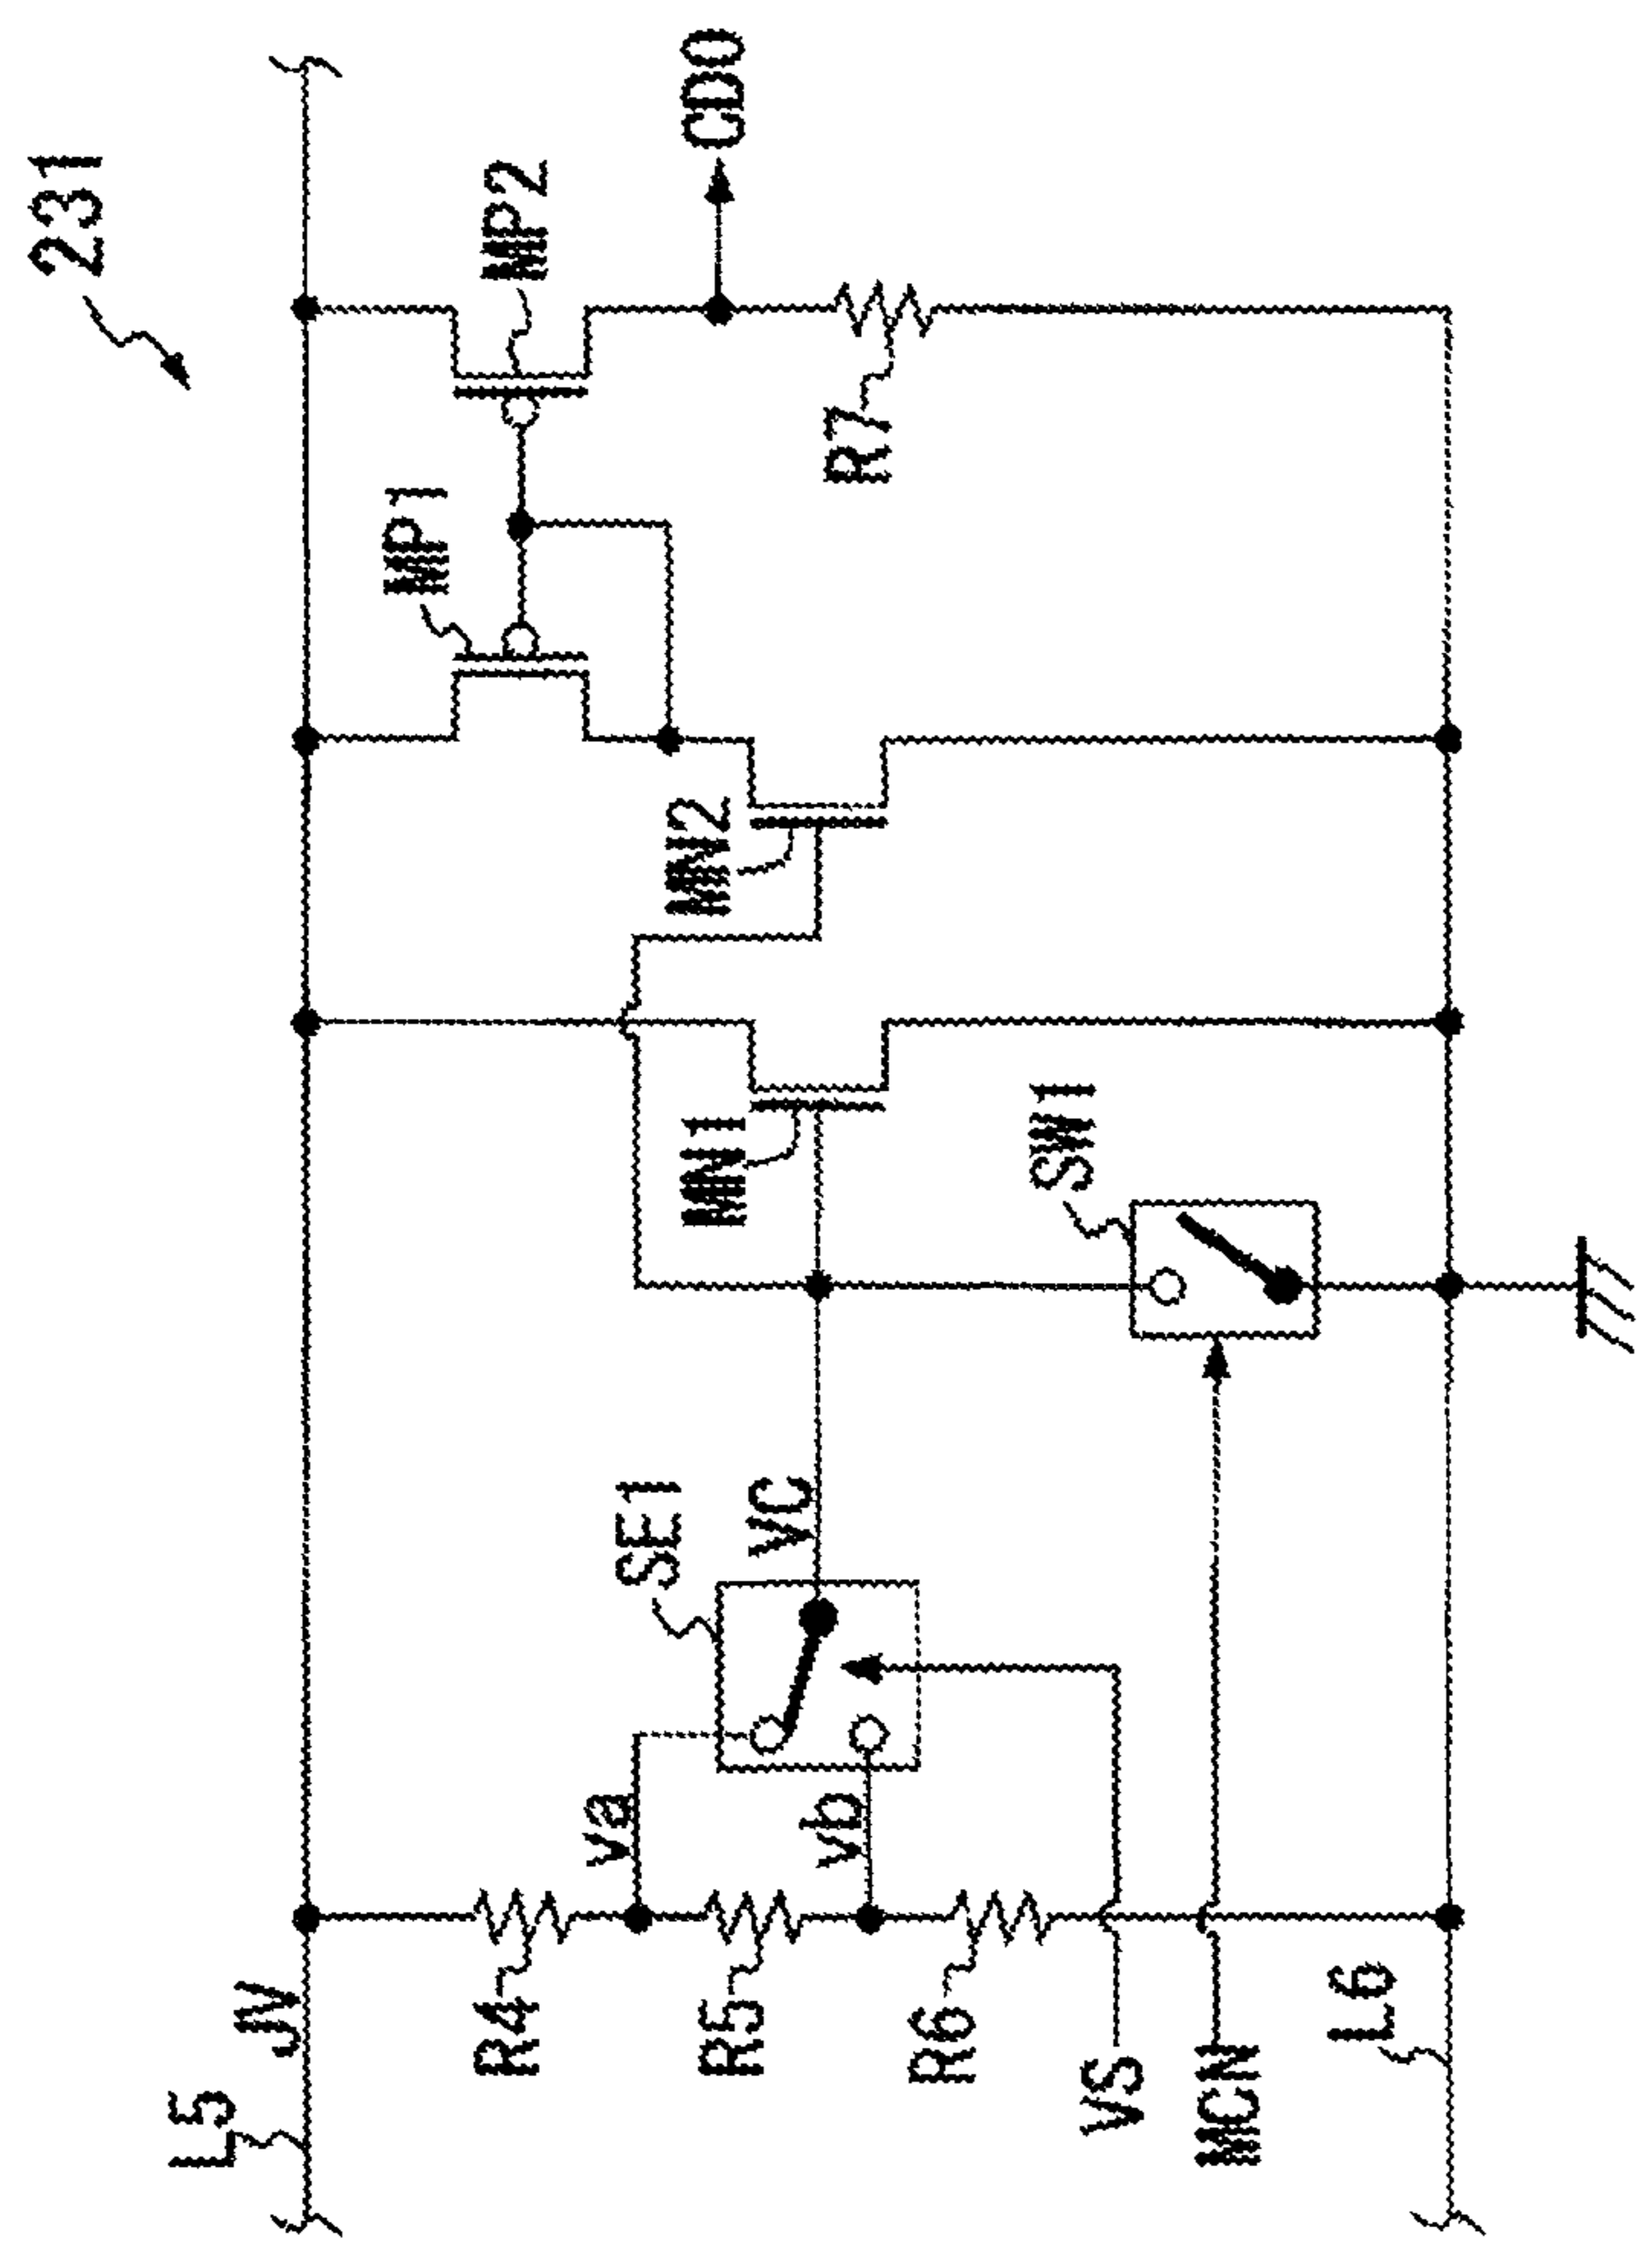 231
L5
JV
R4
R5
R6
va
vb
VS
MCN
L6
SE1
VC
SW1
MN1
MN2
MP1
MP2
R7
CDO